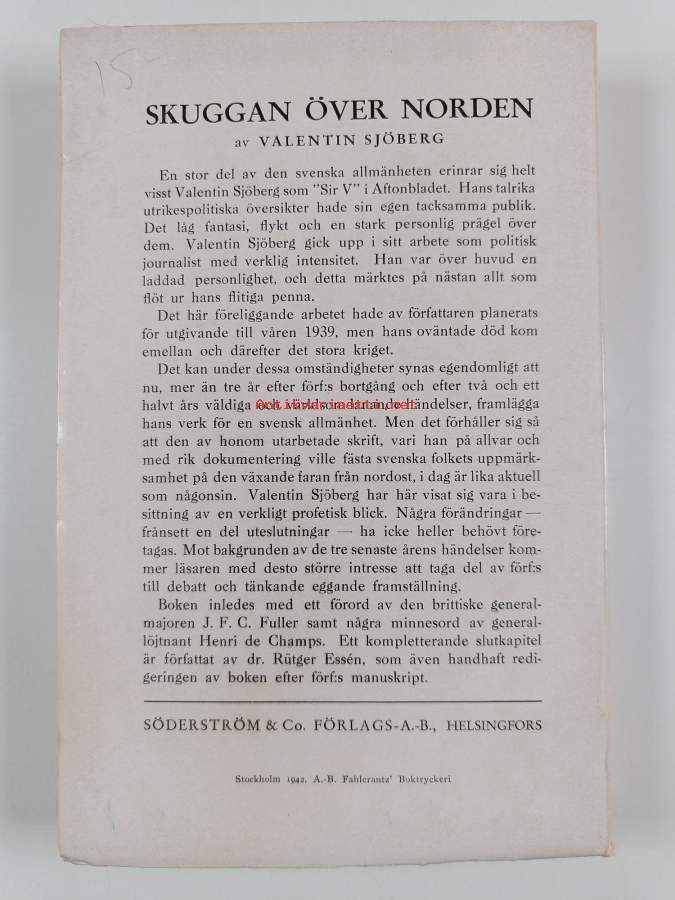 15-
SKUGGAN ÖVER NORDEN
av VALENTIN SJÖBERG
En stor del av den svenska allmänheten erinrar sig helt
visst Valentin Sjöberg som ”Sir V” i Aftonbladet. Hans talrika
utrikespolitiska översikter hade sin egen tacksamma publik.
Det låg fantasi, flykt och en stark personlig prägel över
dem. Valentin Sjöberg gick upp i sitt arbete som politisk
journalist med verklig intensitet. Han var över huvud en
laddad personlighet, och detta märktes på nästan allt som
flöt ur hans flitiga penna.
Det här föreliggande arbetet hade av författaren planerats
för utgivande till våren 1939, men hans oväntade död kom
emellan och därefter det stora kriget.
Det kan under dessa omständigheter synas egendomligt att
nu, mer än tre år efter förf:s bortgång och efter två och ett
halvt års väldiga och världsomslutande händelser, framlägga
hans verk för en svensk allmänhet. Men det förhåller sig så
att den av honom utarbetade skrift, vari han på allvar och
med rik dokumentering ville fästa svenska folkets uppmärk-
samhet på den växande faran från nordost, i dag är lika aktuell
som någonsin. Valentin Sjöberg har här visat sig vara i be-
sittning av en verkligt profetisk blick. Några förändringar —
frånsett en del uteslutningar — ha icke heller behövt före-
tagas. Mot bakgrunden av de tre senaste årens händelser kom-
mer läsaren med desto större intresse att taga del av förf:s
till debatt och tänkande eggande framställning.
Boken inledes med ett förord av den brittiske general-
majoren J. F. C. Fuller samt några minnesord av general-
löjtnant Henri de Champs. Ett kompletterande slutkapitel
är författat av dr. Rütger Essén, som även handhaft redi-
geringen av boken efter förf:s manuskript.
SÖDERSTRÖM & Co. FÖRLAGS-A.-B., HELSINGFORS
Stockholm 1942. A.-B. Fahlcrantz’ Boktryckeri